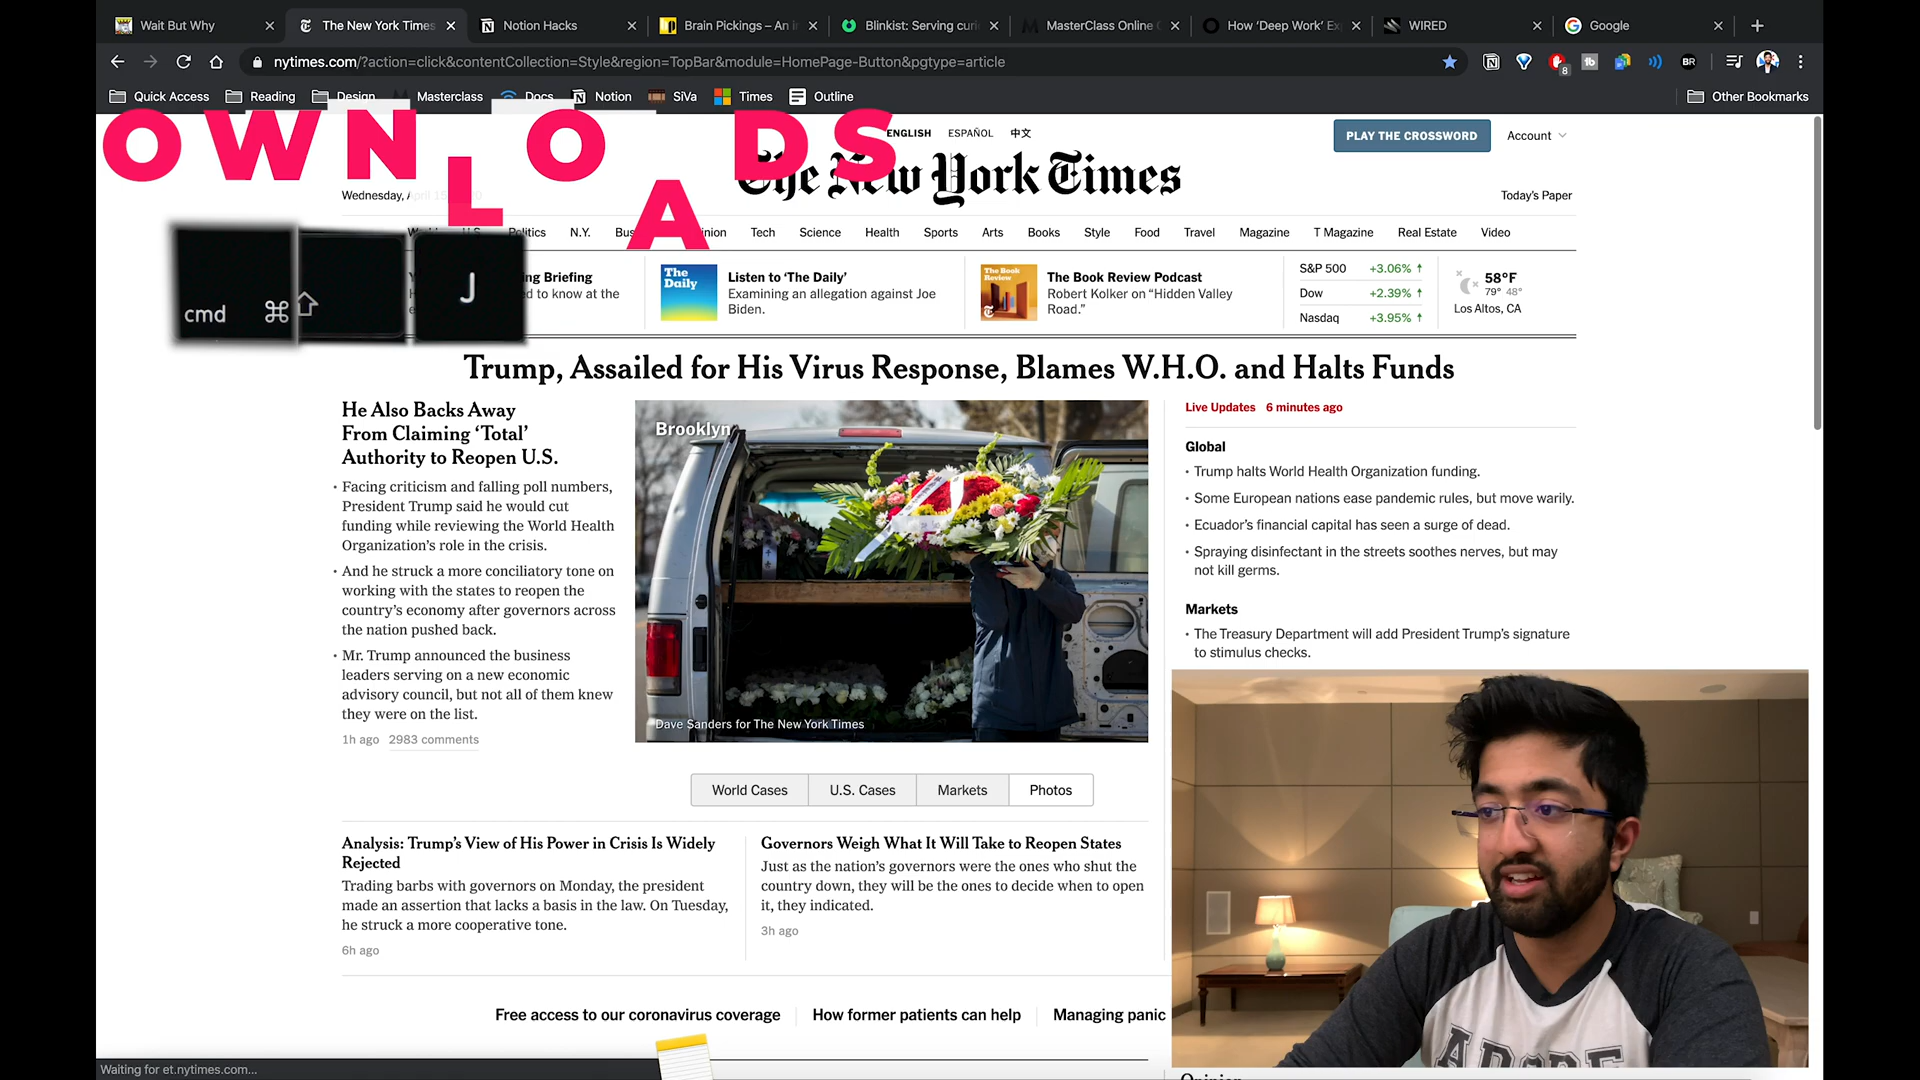 Wait But Why
The New York Times
Notion Hacks
Brain Pickings – An i
Blinkist: Serving curi
MasterClass Online
How ‘Deep Work’ Ex
WIRED
Google
nytimes.com/?action=click&contentCollection=Style&region=TopBar&module=HomePage-Button&pgtype=article
8
BR
Quick Access
Reading
Design
Masterclass
Docs
Notion
SiVa
Times
Outline
Other Bookmarks
OWNLOADS
ENGLISH
ESPAÑOL
中文
PLAY THE CROSSWORD
Account
The New York Times
Wednesday,
Today's Paper
Politics
N.Y.
Tech
Science
Health
Sports
Arts
Books
Style
Food
Travel
Magazine
T Magazine
Real Estate
Video
cmd ⌘
⇧
J
ng Briefing
d to know at the
The Daily
Listen to ‘The Daily’
Examining an allegation against Joe
Biden.
The Book Review
The Book Review Podcast
Robert Kolker on “Hidden Valley
Road.”
S&P 500 +3.06% ↑
Dow +2.39% ↑
Nasdaq +3.95% ↑
58°F
79° 48°
Los Altos, CA
Trump, Assailed for His Virus Response, Blames W.H.O. and Halts Funds
He Also Backs Away
From Claiming ‘Total’
Authority to Reopen U.S.
• Facing criticism and falling poll numbers,
President Trump said he would cut
funding while reviewing the World Health
Organization’s role in the crisis.
• And he struck a more conciliatory tone on
working with the states to reopen the
country’s economy after governors across
the nation pushed back.
• Mr. Trump announced the business
leaders serving on a new economic
advisory council, but not all of them knew
they were on the list.
1h ago 2983 comments
Brooklyn
Dave Sanders for The New York Times
World Cases
U.S. Cases
Markets
Photos
Live Updates 6 minutes ago
Global
• Trump halts World Health Organization funding.
• Some European nations ease pandemic rules, but move warily.
• Ecuador’s financial capital has seen a surge of dead.
• Spraying disinfectant in the streets soothes nerves, but may
not kill germs.
Markets
• The Treasury Department will add President Trump’s signature
to stimulus checks.
Analysis: Trump’s View of His Power in Crisis Is Widely
Rejected
Trading barbs with governors on Monday, the president
made an assertion that lacks a basis in the law. On Tuesday,
he struck a more cooperative tone.
6h ago
Governors Weigh What It Will Take to Reopen States
Just as the nation’s governors were the ones who shut the
country down, they will be the ones to decide when to open
it, they indicated.
3h ago
Free access to our coronavirus coverage
How former patients can help
Managing panic
Waiting for et.nytimes.com...